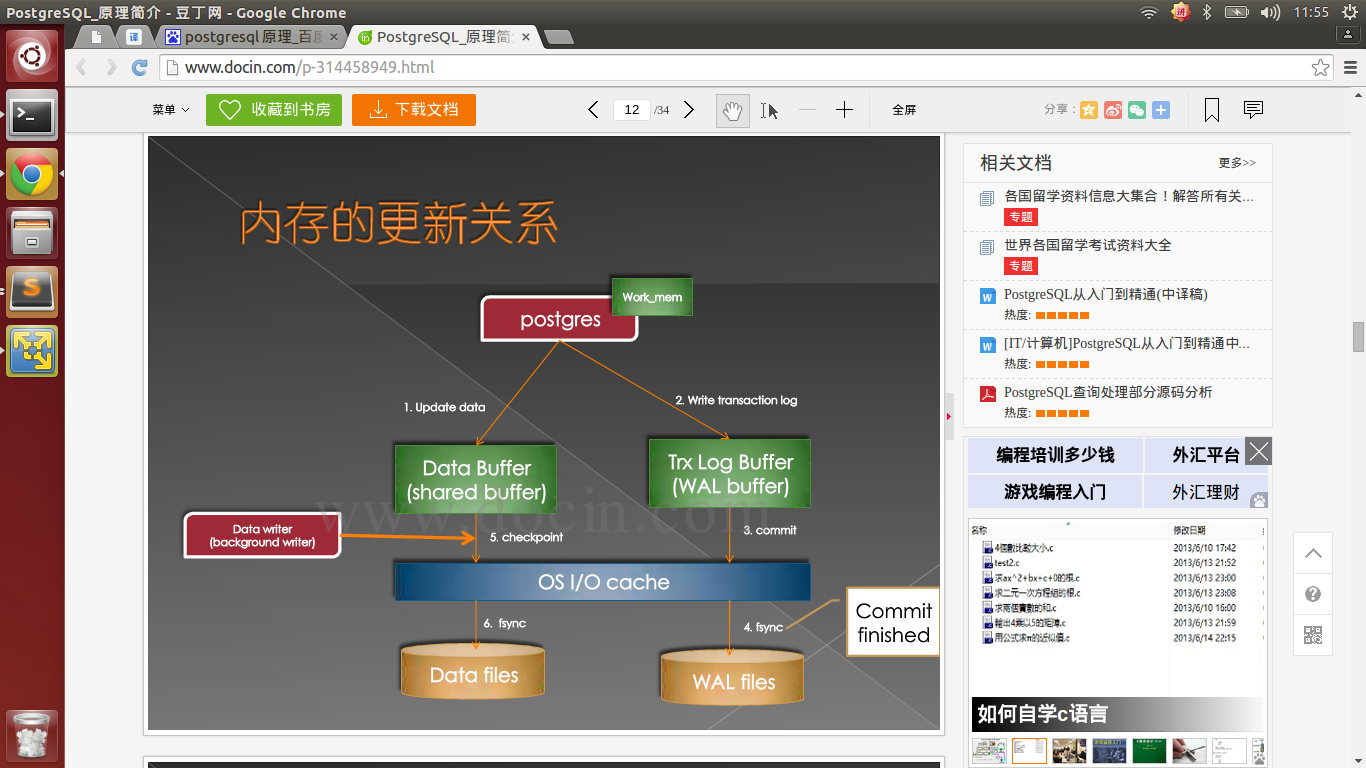 PostgreSQL_原理简介 - 豆丁网 - Google Chrome
11:55
译
postgresql 原理_百度
PostgreSQL_原理简
www.docin.com/p-314458949.html
菜单
收藏到书房
下载文档
12
/34
全屏
分享:
内存的更新关系
Work_mem
postgres
1. Update data
2. Write transaction log
Data Buffer
(shared buffer)
Trx Log Buffer
(WAL buffer)
www.docin.com
Data writer
(background writer)
5. checkpoint
3. commit
OS I/O cache
6. fsync
4. fsync
Commit
finished
Data files
WAL files
相关文档
更多>>
各国留学资料信息大集合！解答所有关...
专题
世界各国留学考试资料大全
专题
PostgreSQL从入门到精通(中译稿)
热度:
[IT/计算机]PostgreSQL从入门到精通中...
热度:
PostgreSQL查询处理部分源码分析
热度:
编程培训多少钱
外汇平台
游戏编程入门
外汇理财
名称
修改日期
4個數比較大小.c
2013/6/10 17:42
test2.c
2013/6/13 21:52
求ax^2+bx+c+0的根.c
2013/6/13 23:00
求二元一次方程組的根.c
2013/6/13 23:08
求兩個實數的和.c
2013/6/10 16:00
輸出4乘以5的矩陣.c
2013/6/13 21:59
用公式求π的近似值.c
2013/6/14 22:15
如何自学c语言